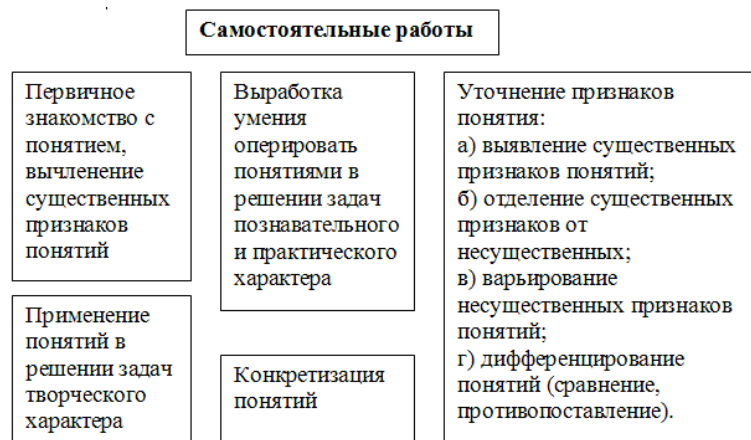 Самостоятельные работы
Первичное
знакомство с
понятием,
вычленение
существенных
признаков
понятий
Применение
понятий в
решении задач
творческого
характера
Выработка
умения
оперировать
понятиями в
решении задач
познавательного
и практического
характера
Конкретизация
понятий
Уточнение признаков
понятия:
а) выявление существенных
признаков понятий;
б) отделение существенных
признаков от
несущественных;
в) варьирование
несущественных признаков
понятий;
г) дифференцирование
понятий (сравнение,
противопоставление).